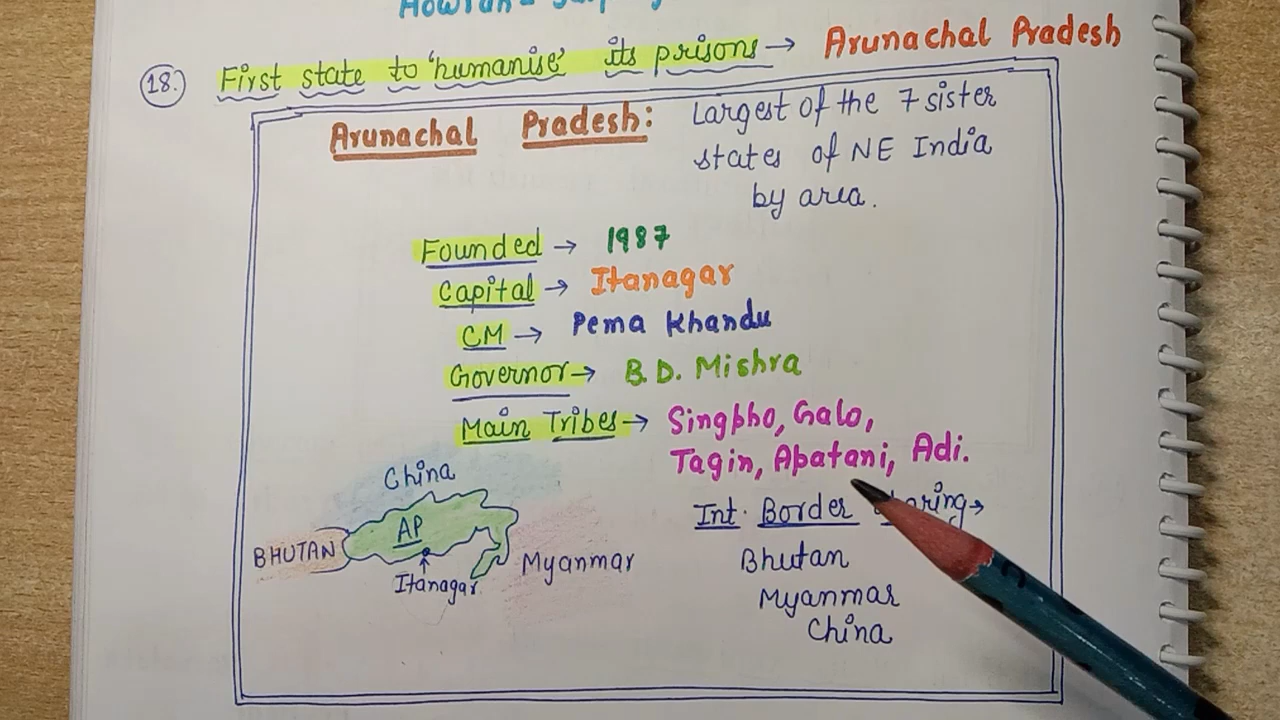 18. First state to 'humanise' its prisons → Arunachal Pradesh
Arunachal Pradesh: Largest of the 7 sister
states of NE India
by area.
Founded → 1987
Capital → Itanagar
CM → Pema Khandu
Governor → B.D. Mishra
Main Tribes → Singpho, Galo,
Tagin, Apatani, Adi.
Int. Border →
Bhutan
Myanmar
China
China
AP
BHUTAN
Myanmar
Itanagar